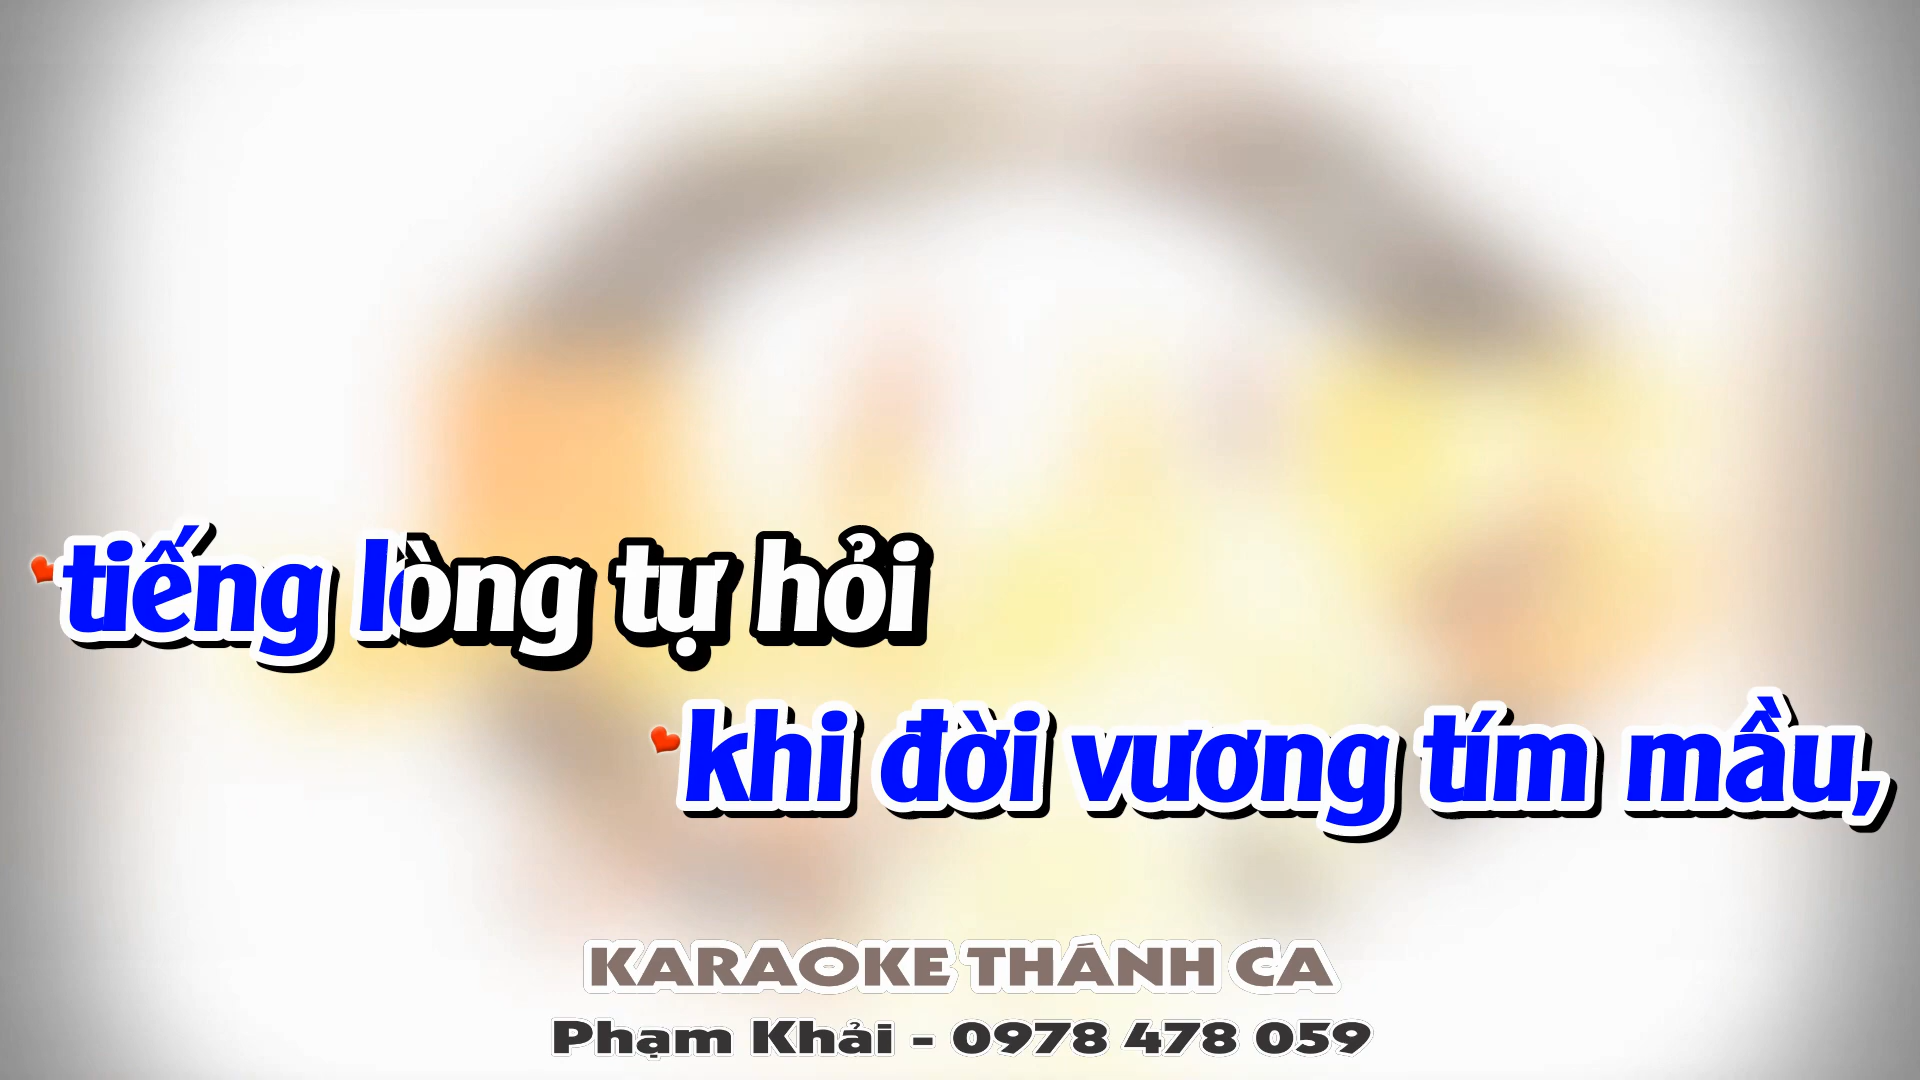 tiếng lòng tự hỏi
khi đời vương tím mầu,
KARAOKE THÁNH CA
Phạm Khải - 0978 478 059